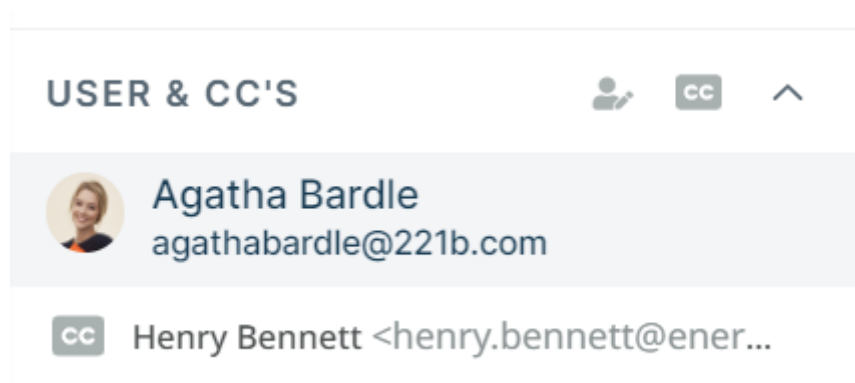 USER & CC'S CC
Agatha Bardle
agathabardle@221b.com
CC Henry Bennett <henry.bennett@ener...